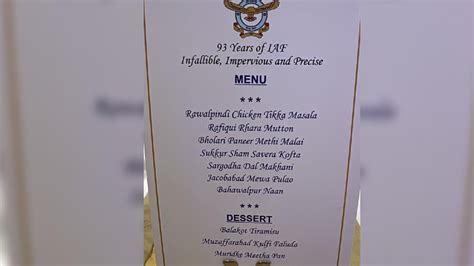 93 Years of IAF
Infallible, Impervious and Precise
MENU
***
Rawalpindi Chicken Tikka Masala
Rafiqui Rhara Mutton
Bholari Paneer Methi Malai
Sukkur Sham Savera Kofta
Sargodha Dal Makhani
Jacobabad Mewa Pulao
Bahawalpur Naan
***
DESSERT
Balakot Tiramisu
Muzaffarabad Kulfi Faluda
Muridke Meetha Pan